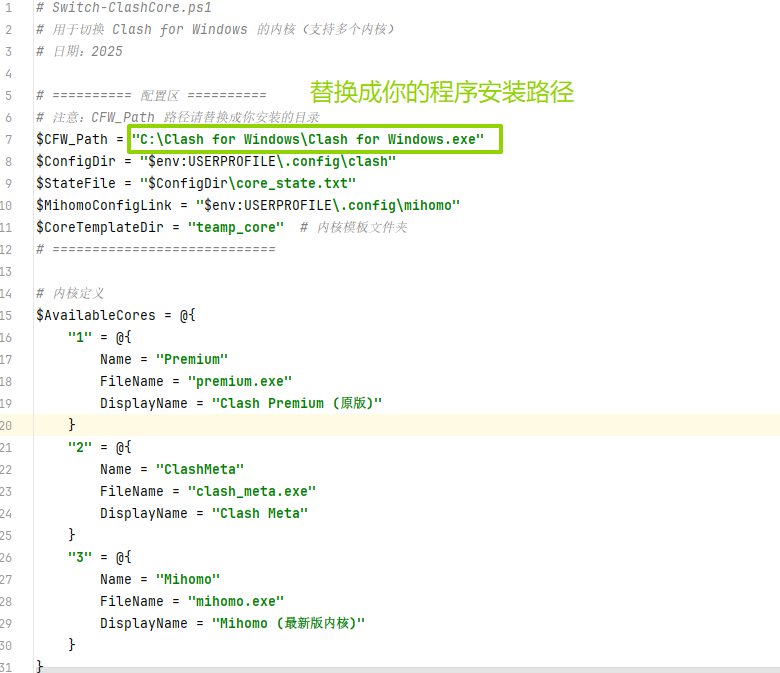 1 # Switch-ClashCore.ps1
2 # 用于切换 Clash for Windows 的内核（支持多个内核）
3 # 日期：2025
4
5 # ========== 配置区 ==========
替换成你的程序安装路径
6 # 注意：CFW_Path 路径请替换成你安装的目录
7 $CFW_Path = "C:\Clash for Windows\Clash for Windows.exe"
8 $ConfigDir = "$env:USERPROFILE\.config\clash"
9 $StateFile = "$ConfigDir\core_state.txt"
10 $MihomoConfigLink = "$env:USERPROFILE\.config\mihomo"
11 $CoreTemplateDir = "teamp_core"  # 内核模板文件夹
12 # ============================
13
14 # 内核定义
15 $AvailableCores = @{
16     "1" = @{
17         Name = "Premium"
18         FileName = "premium.exe"
19         DisplayName = "Clash Premium (原版)"
20     }
21     "2" = @{
22         Name = "ClashMeta"
23         FileName = "clash_meta.exe"
24         DisplayName = "Clash Meta"
25     }
26     "3" = @{
27         Name = "Mihomo"
28         FileName = "mihomo.exe"
29         DisplayName = "Mihomo (最新版内核)"
30     }
31 }